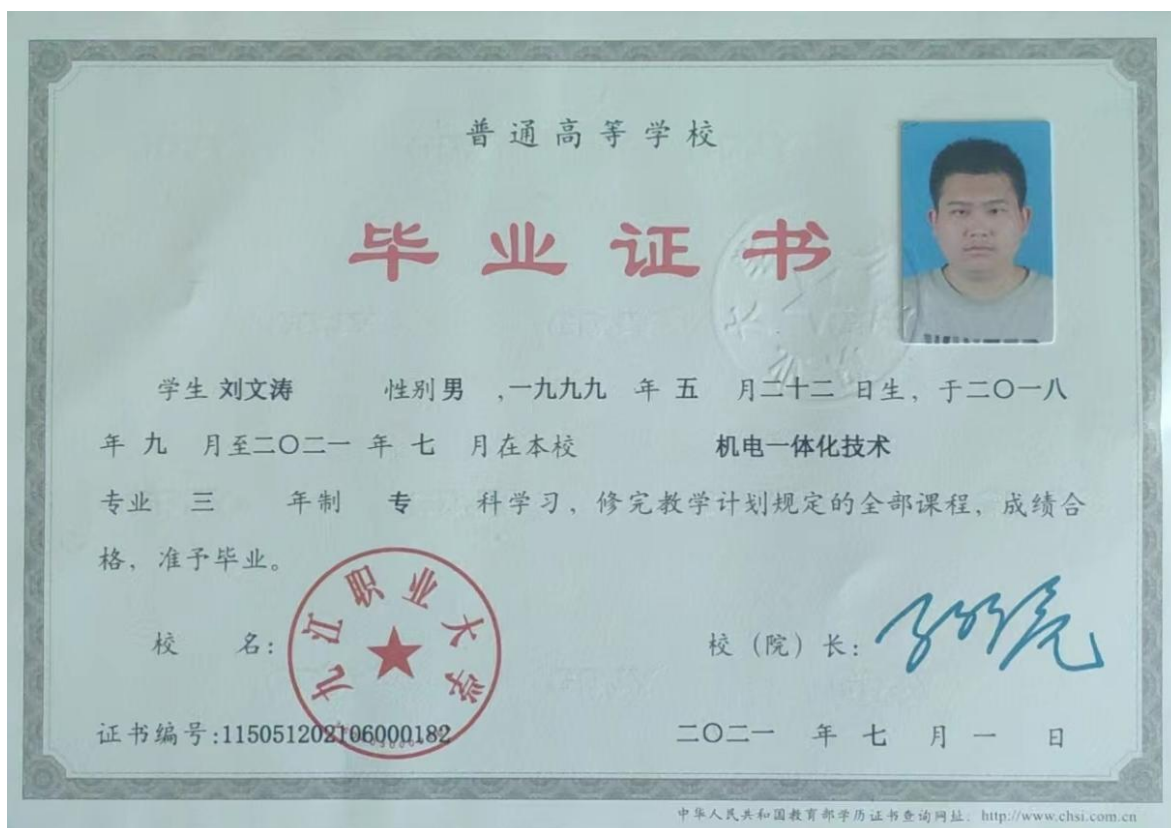 普通高等学校
毕业证书
学生 刘文涛 性别 男 ,一九九九 年 五 月二十二 日生，于二〇一八
年 九 月至二〇二一 年 七 月在本校 机电一体化技术
专业 三 年制 专 科学习，修完教学计划规定的全部课程，成绩合
格，准予毕业。
九江职业大学
校 名： 校（院）长：
证书编号:115051202106000182 二〇二一 年 七 月 一 日
中华人民共和国教育部学历证书查询网址：http://www.chsi.com.cn